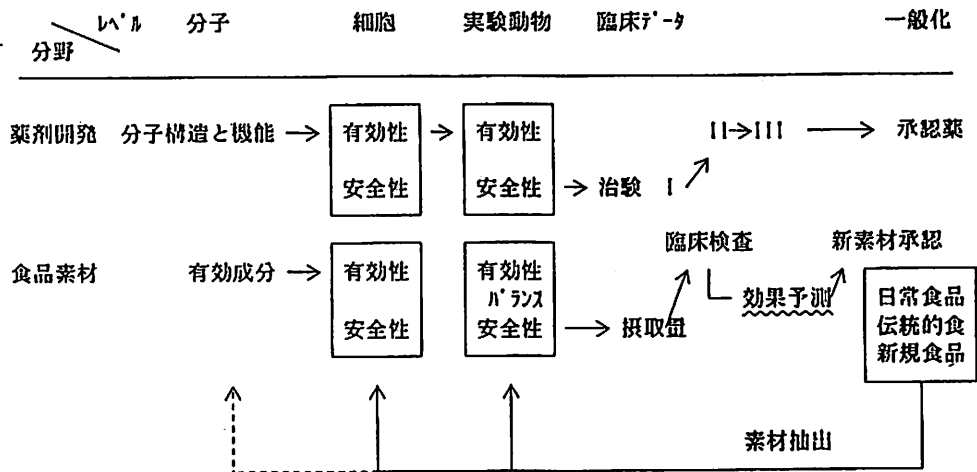 レベル 分子 細胞 実験動物 臨床データ 一般化
分野
薬剤開発 分子構造と機能 → 有効性 → 有効性 II→III → 承認薬
安全性 安全性 → 治験 I
臨床検査 新素材承認
食品素材 有効成分 → 有効性 有効性
バランス 効果予測 日常食品
安全性 安全性 → 摂取量 伝統的食
新規食品
素材抽出